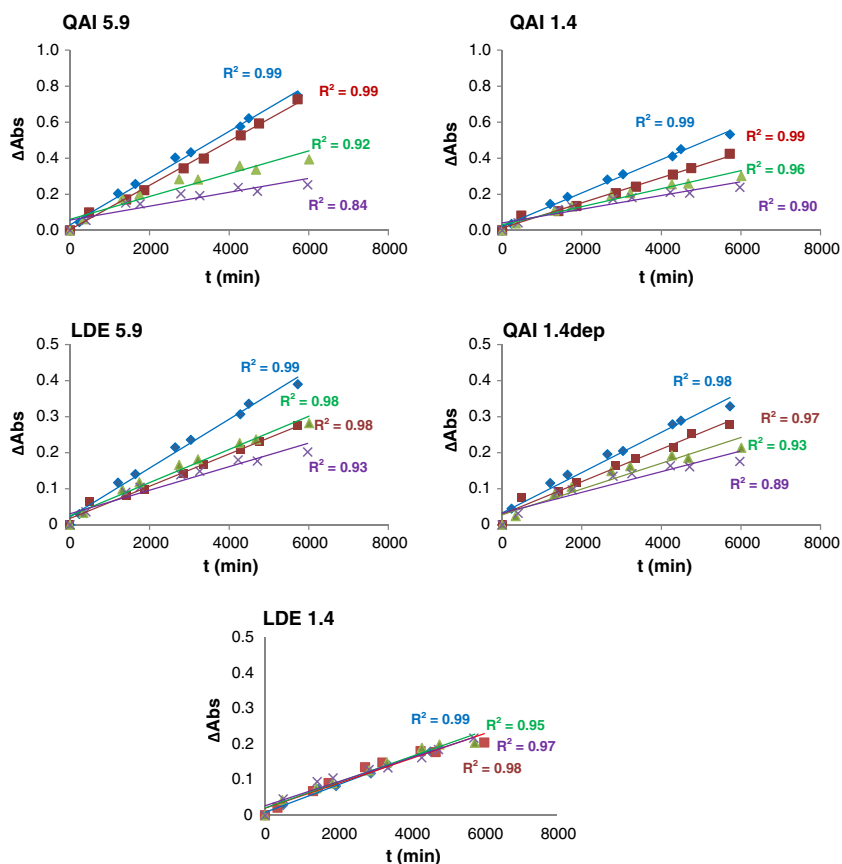 QAI 5.9
1.0
0.8
0.6
0.4
0.2
0.0
ΔAbs
R² = 0.99
R² = 0.99
R² = 0.92
R² = 0.84
0 2000 4000 6000 8000
t (min)
QAI 1.4
1.0
0.8
0.6
0.4
0.2
0.0
ΔAbs
R² = 0.99
R² = 0.99
R² = 0.96
R² = 0.90
0 2000 4000 6000 8000
t (min)
LDE 5.9
0.5
0.4
0.3
0.2
0.1
0
ΔAbs
R² = 0.99
R² = 0.98
R² = 0.98
R² = 0.93
0 2000 4000 6000 8000
t (min)
QAI 1.4dep
0.5
0.4
0.3
0.2
0.1
0
ΔAbs
R² = 0.98
R² = 0.97
R² = 0.93
R² = 0.89
0 2000 4000 6000 8000
t (min)
LDE 1.4
0.5
0.4
0.3
0.2
0.1
0
ΔAbs
R² = 0.99
R² = 0.95
R² = 0.97
R² = 0.98
0 2000 4000 6000 8000
t (min)